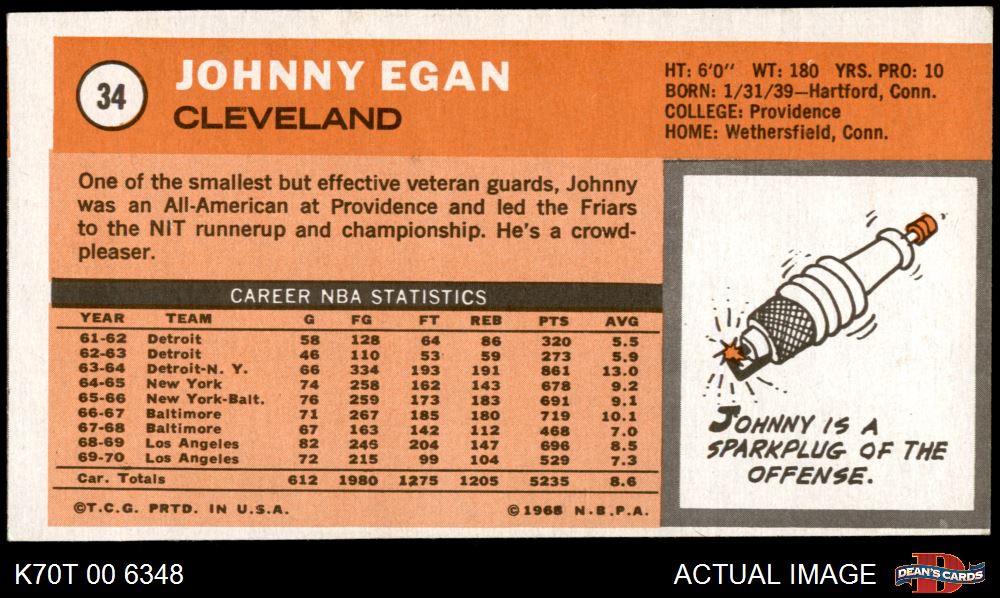 34
JOHNNY EGAN
CLEVELAND
HT: 6'0" WT: 180 YRS. PRO: 10
BORN: 1/31/39—Hartford, Conn.
COLLEGE: Providence
HOME: Wethersfield, Conn.
One of the smallest but effective veteran guards, Johnny
was an All-American at Providence and led the Friars
to the NIT runnerup and championship. He's a crowd-
pleaser.
CAREER NBA STATISTICS
YEAR TEAM G FG FT REB PTS AVG
61-62 Detroit 58 128 64 86 320 5.5
62-63 Detroit 46 110 53 59 273 5.9
63-64 Detroit-N. Y. 66 334 193 191 861 13.0
64-65 New York 74 258 162 143 678 9.2
65-66 New York-Balt. 76 259 173 183 691 9.1
66-67 Baltimore 71 267 185 180 719 10.1
67-68 Baltimore 67 163 142 112 468 7.0
68-69 Los Angeles 82 246 204 147 696 8.5
69-70 Los Angeles 72 215 99 104 529 7.3
Car. Totals 612 1980 1275 1205 5235 8.6
©T.C.G. PRTD. IN U.S.A. ©1968 N.B.P.A.
JOHNNY IS A
SPARKPLUG OF THE
OFFENSE.
K70T 00 6348
ACTUAL IMAGE
DEAN'S CARDS